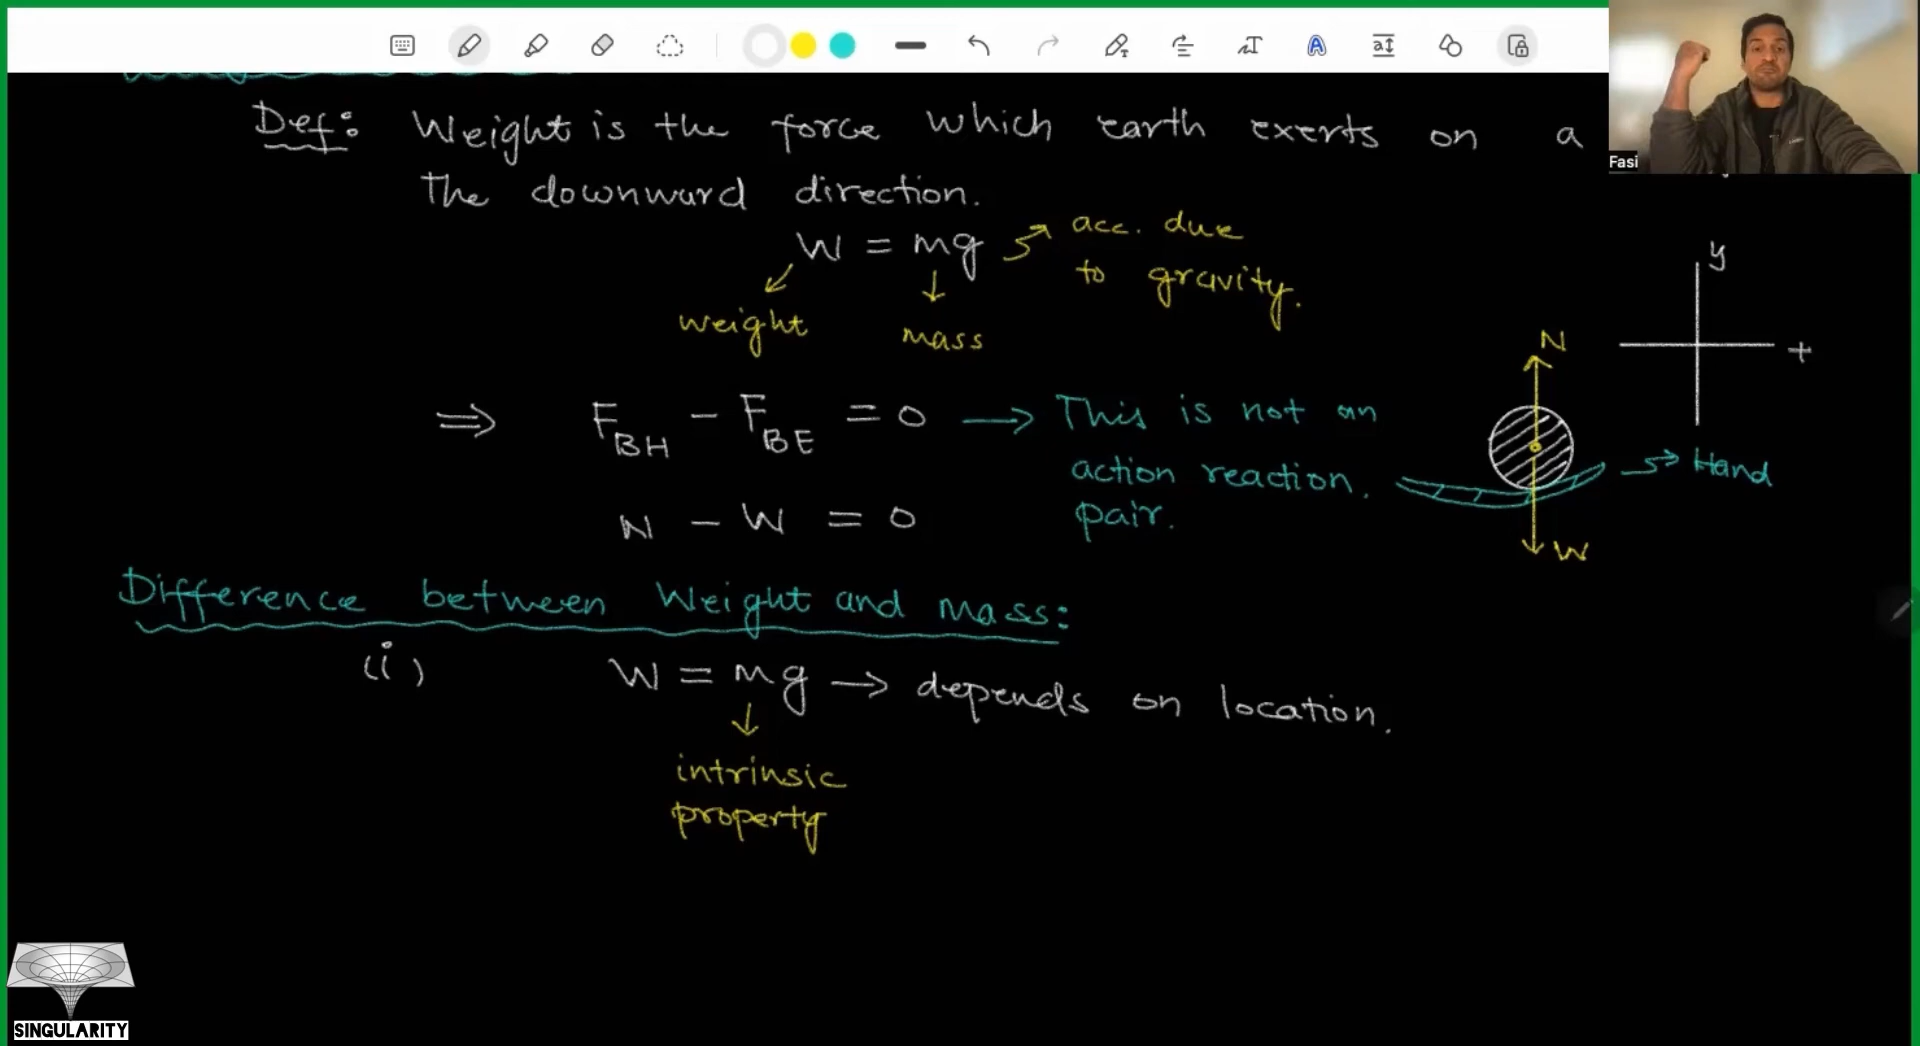 Fasi
Def: Weight is the force which earth exerts on a
the downward direction.
W = mg
acc. due
to gravity.
weight
mass
y
+
N
⇒ F_BH - F_BE = 0 → This is not an
action reaction.
pair.
Hand
N - W = 0
W
Difference between Weight and mass:
(i) W = mg → depends on location.
intrinsic
property
SINGULARITY